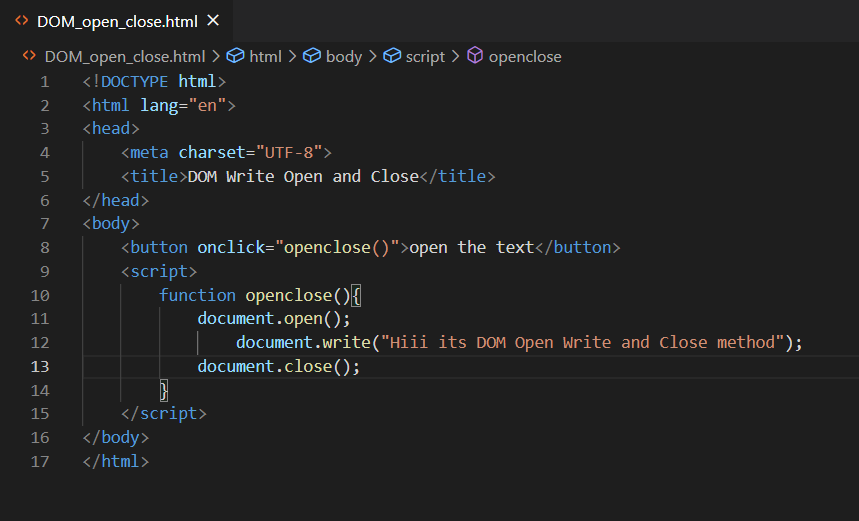 <> DOM_open_close.html ×
<> DOM_open_close.html > html > body > script > openclose
1 <!DOCTYPE html>
2 <html lang="en">
3 <head>
4     <meta charset="UTF-8">
5     <title>DOM Write Open and Close</title>
6 </head>
7 <body>
8     <button onclick="openclose()">open the text</button>
9     <script>
10         function openclose(){
11             document.open();
12                 document.write("Hiii its DOM Open Write and Close method");
13             document.close();
14         }
15     </script>
16 </body>
17 </html>